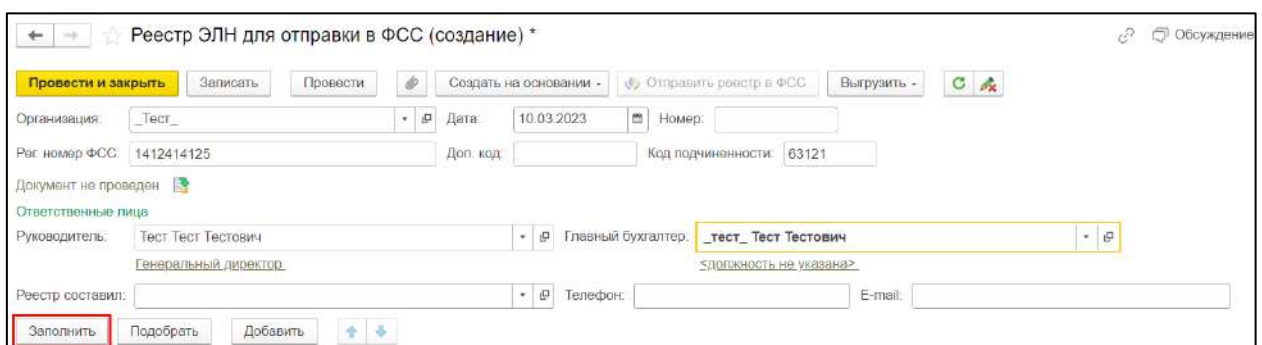 Реестр ЭЛН для отправки в ФСС (создание) * Обсуждение
Провести и закрыть Записать Провести Создать на основании - Отправить реестр в ФСС Выгрузить -
Организация: _Тест_ Дата: 10.03.2023 Номер:
Рег. номер ФСС 1412414125 Доп. код: Код подчиненности: 63121
Документ не проведен
Ответственные лица
Руководитель: Тест Тест Тестович Главный бухгалтер: _тест_ Тест Тестович
Генеральный директор <должность не указана>
Реестр составил: Телефон: E-mail:
Заполнить Подобрать Добавить